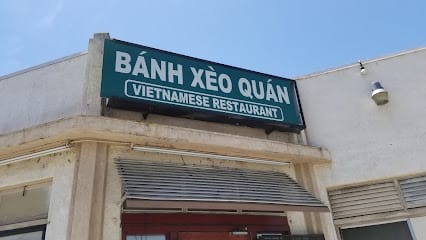 BÁNH XÈO QUÁN
VIETNAMESE RESTAURANT